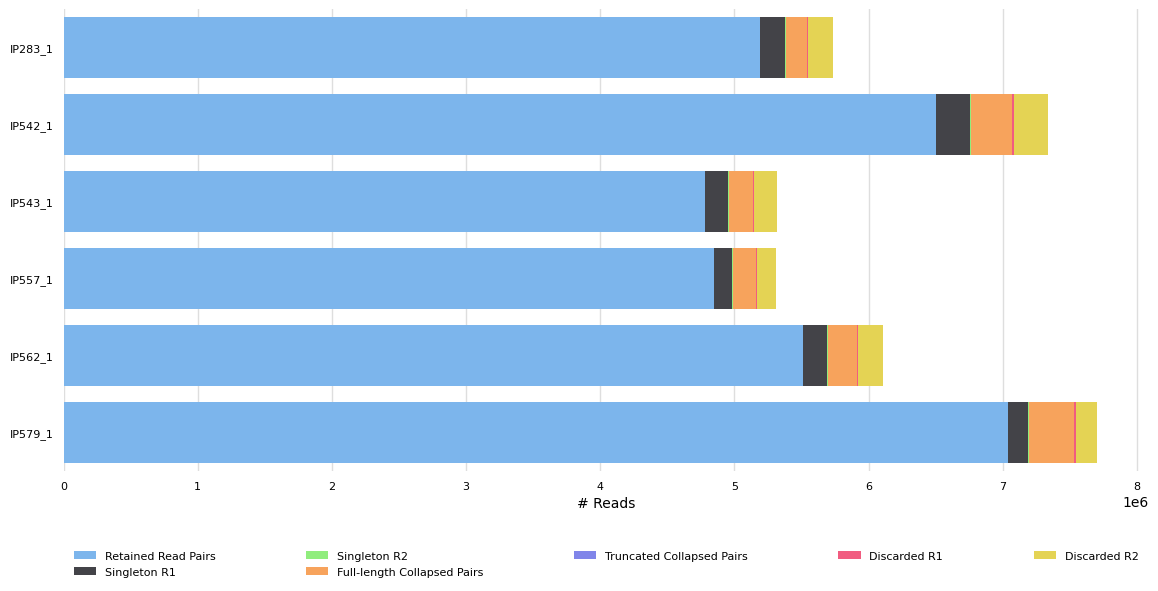 IP283_1
IP542_1
IP543_1
IP557_1
IP562_1
IP579_1
0 1 2 3 4 5 6 7 8
1e6
# Reads
Retained Read Pairs Singleton R2 Truncated Collapsed Pairs Discarded R1 Discarded R2
Singleton R1 Full-length Collapsed Pairs